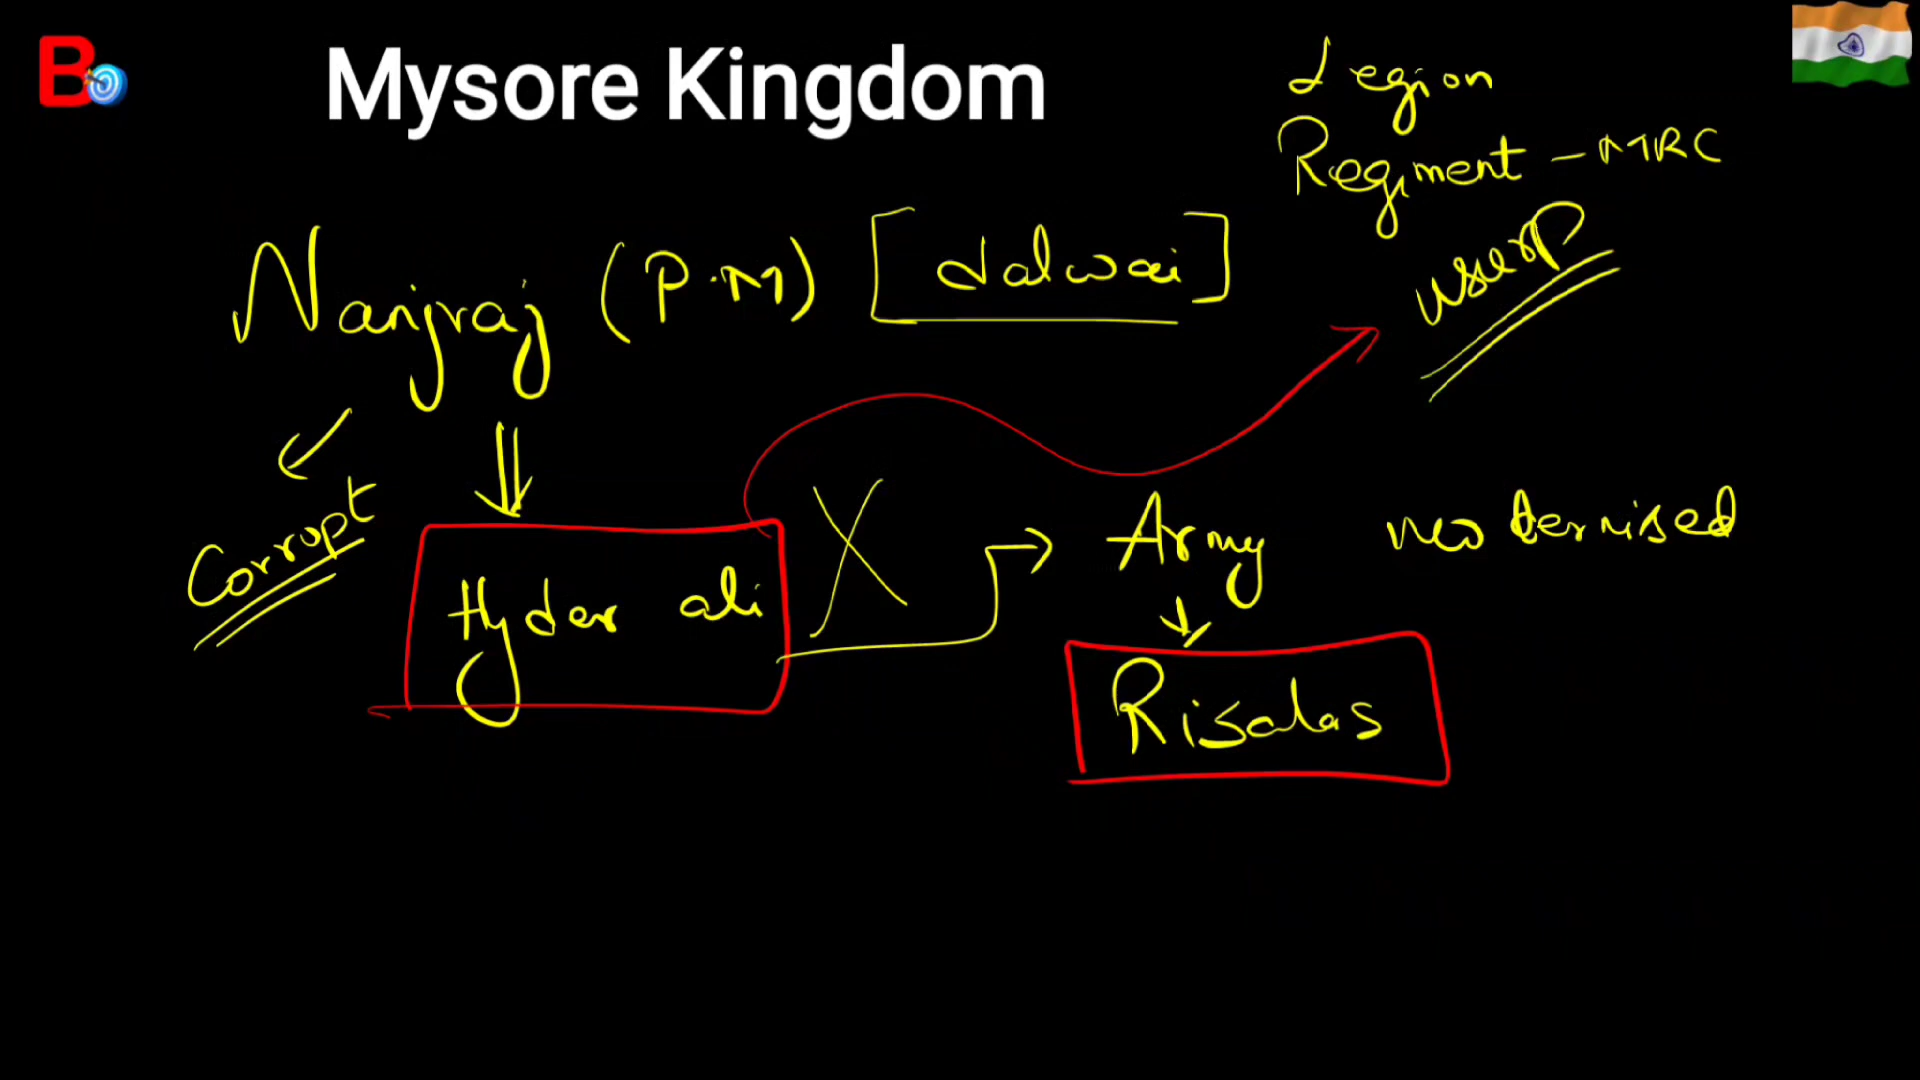 B
Mysore Kingdom
Legion
Regiment - MRC
Nanjraj (P.M) [dalwai]
usurp
Corrupt
Hyder ali
X
Army modernised
Risalas